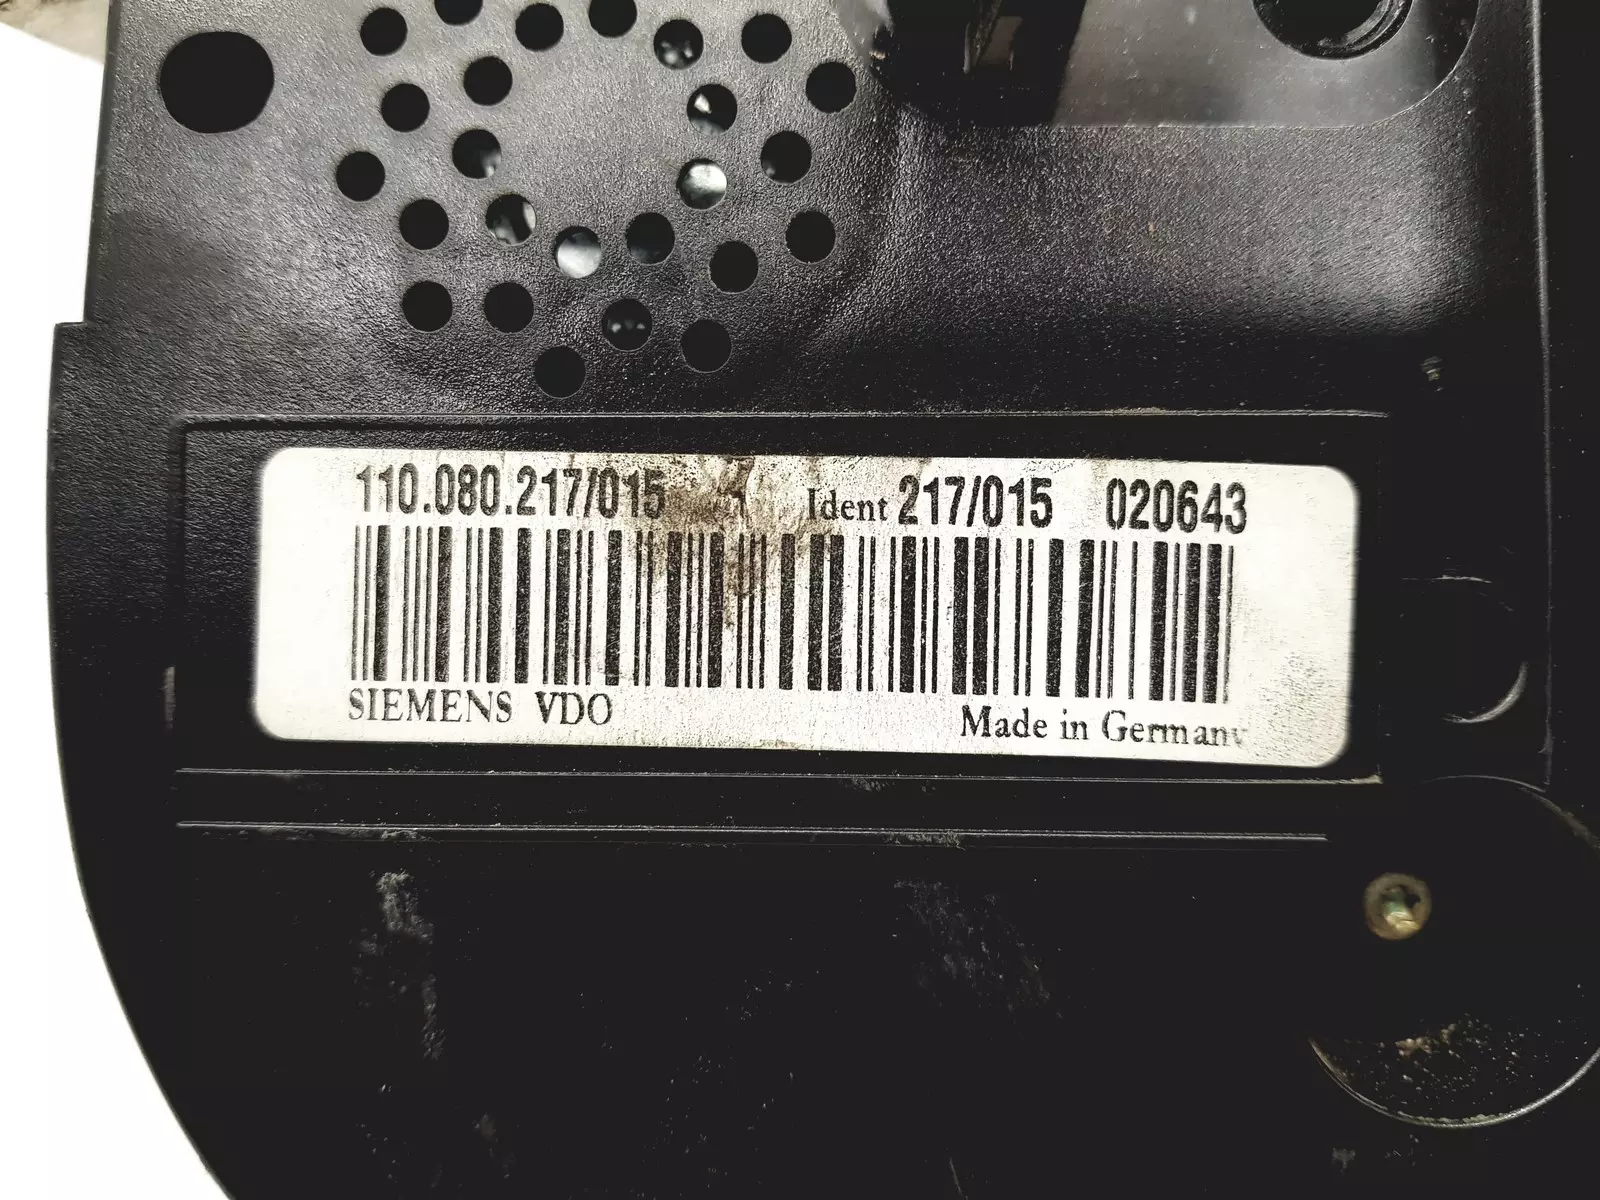 110.080.217/015 Ident 217/015 020643
SIEMENS VDO
Made in Germany